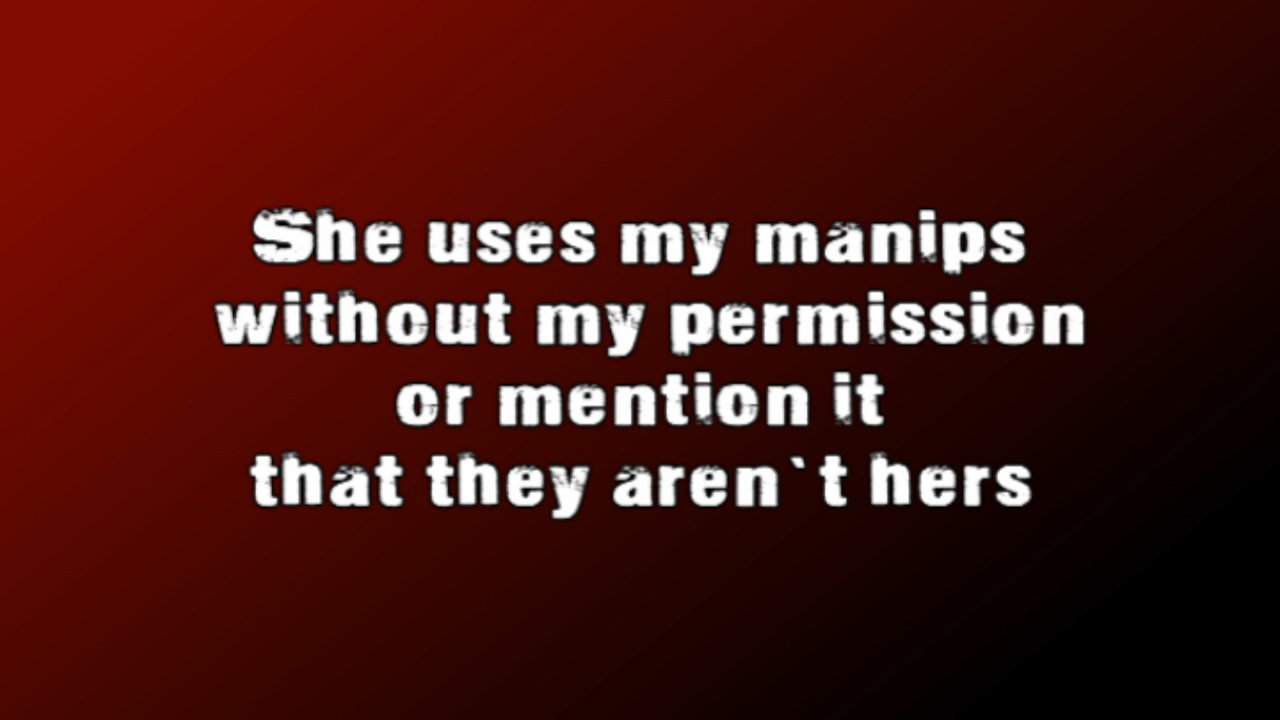 She uses my manips
without my permission
or mention it
that they aren`t hers